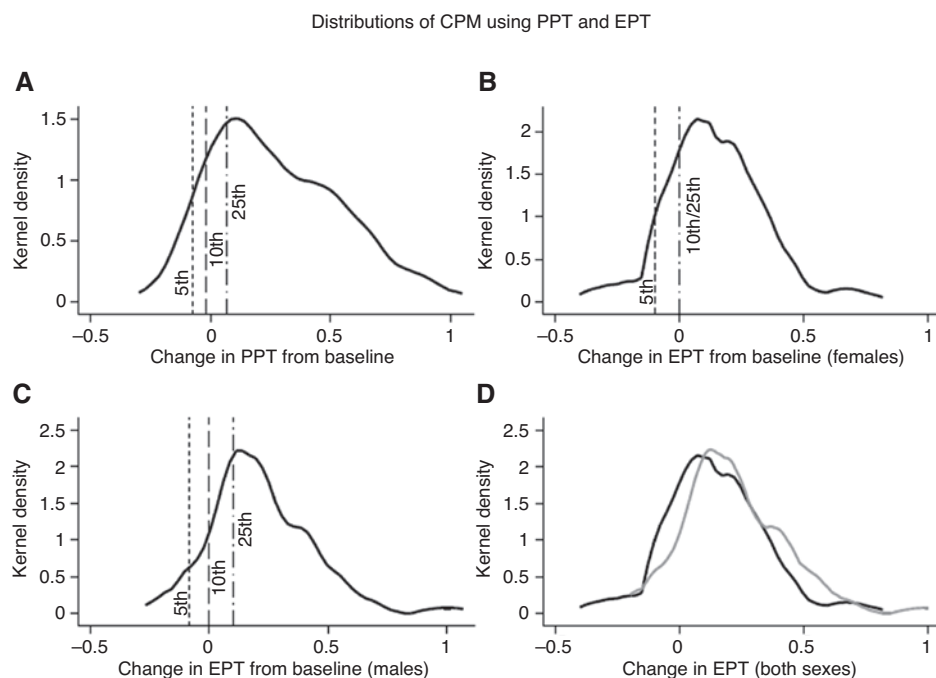 Distributions of CPM using PPT and EPT
A
B
1.5
1
0.5
0
Kernel density
5th
10th
25th
−0.5
0
0.5
1
Change in PPT from baseline
2
1.5
1
0.5
0
Kernel density
5th
10th/25th
−0.5
0
0.5
1
Change in EPT from baseline (females)
C
D
2.5
2
1.5
1
0.5
0
Kernel density
5th
10th
25th
−0.5
0
0.5
1
Change in EPT from baseline (males)
2.5
2
1.5
1
0.5
0
Kernel density
−0.5
0
0.5
1
Change in EPT (both sexes)